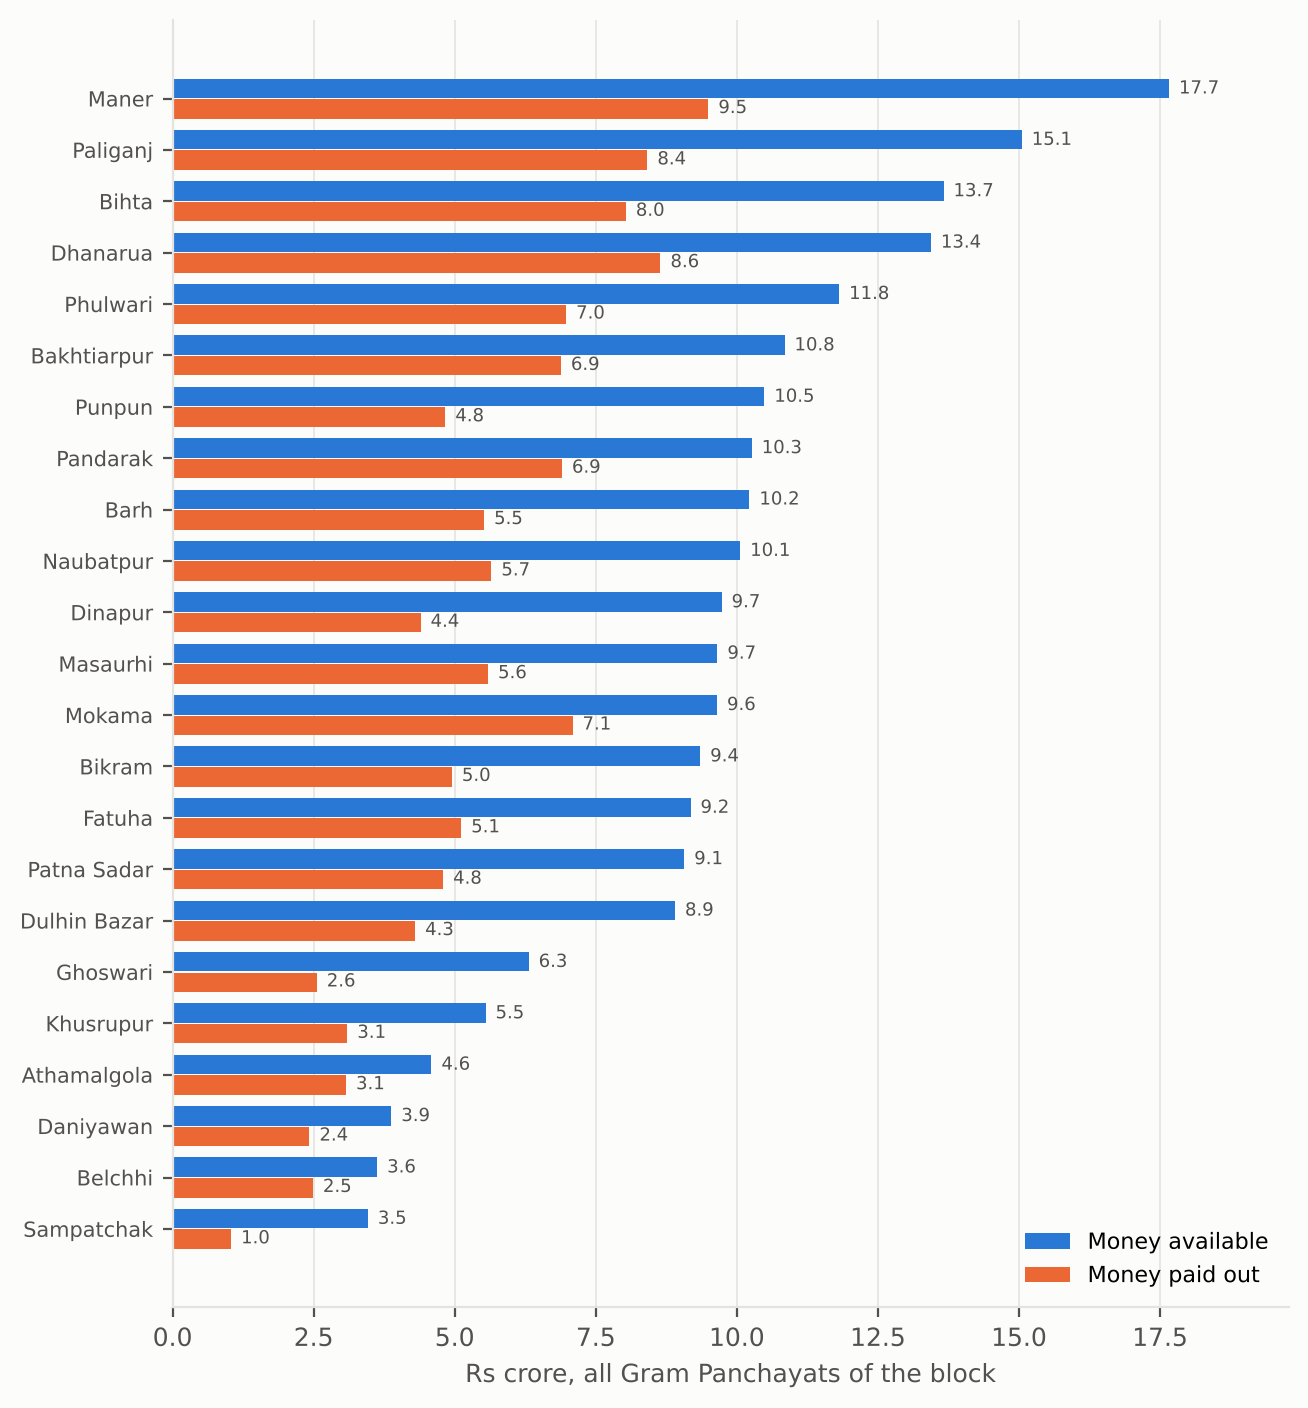 Maner 17.7
9.5
Paliganj 15.1
8.4
Bihta 13.7
8.0
Dhanarua 13.4
8.6
Phulwari 11.8
7.0
Bakhtiarpur 10.8
6.9
Punpun 10.5
4.8
Pandarak 10.3
6.9
Barh 10.2
5.5
Naubatpur 10.1
5.7
Dinapur 9.7
4.4
Masaurhi 9.7
5.6
Mokama 9.6
7.1
Bikram 9.4
5.0
Fatuha 9.2
5.1
Patna Sadar 9.1
4.8
Dulhin Bazar 8.9
4.3
Ghoswari 6.3
2.6
Khusrupur 5.5
3.1
Athamalgola 4.6
3.1
Daniyawan 3.9
2.4
Belchhi 3.6
2.5
Sampatchak 3.5
1.0
Money available
Money paid out
0.0 2.5 5.0 7.5 10.0 12.5 15.0 17.5
Rs crore, all Gram Panchayats of the block